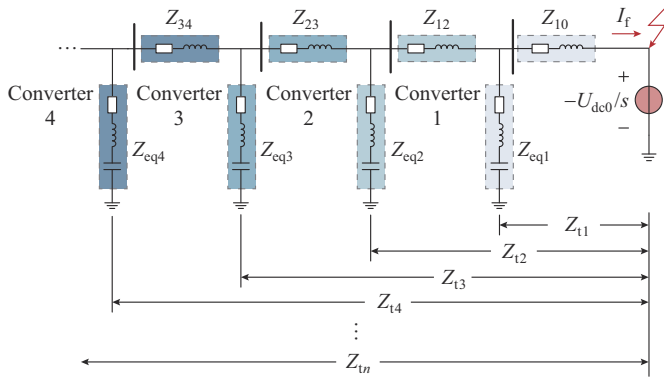 Z34 Z23 Z12 Z10 If
...
Converter 4 Converter 3 Converter 2 Converter 1
+
−Udc0/s
−
Zeq4 Zeq3 Zeq2 Zeq1
Zt1
Zt2
Zt3
Zt4
⋮
Ztn